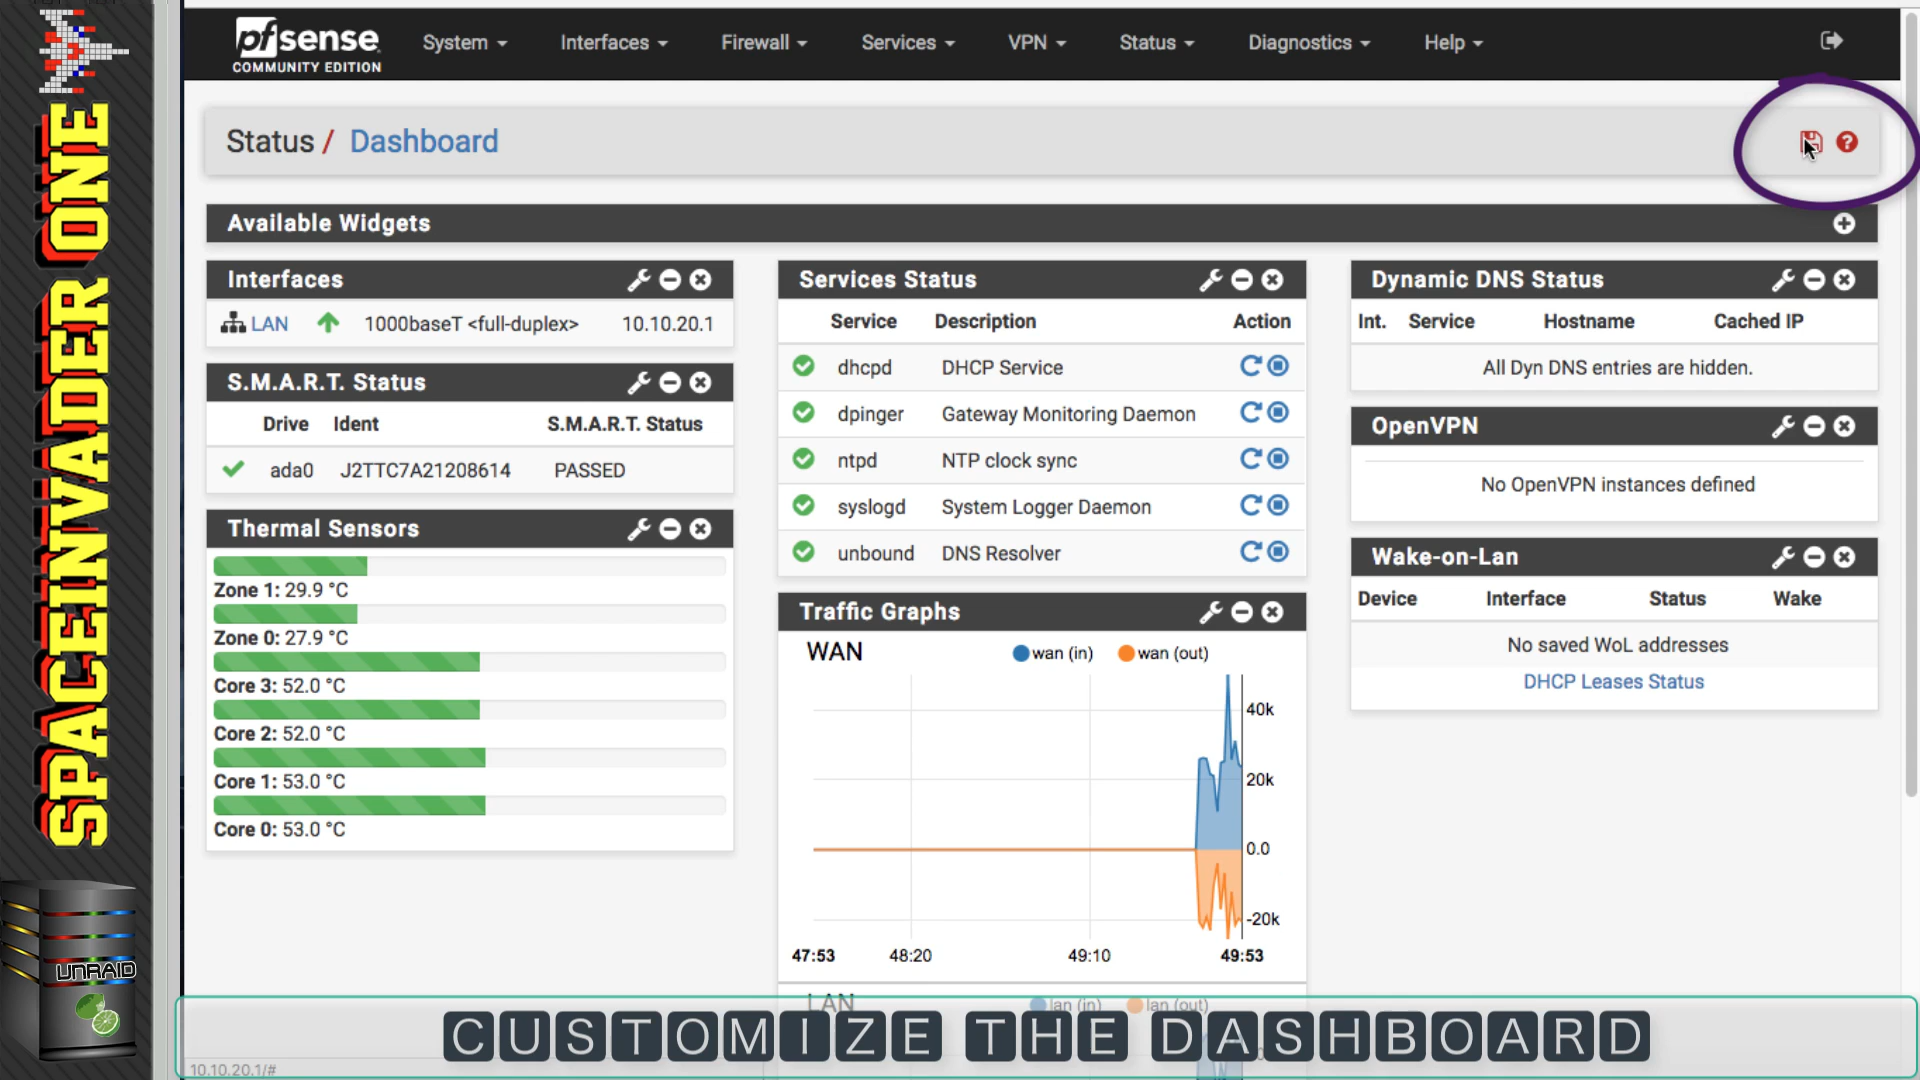 SPACEINVADER ONE
UNRAID
pfsense
COMMUNITY EDITION
System
Interfaces
Firewall
Services
VPN
Status
Diagnostics
Help
Status / Dashboard
?
Available Widgets
Interfaces
LAN 1000baseT <full-duplex> 10.10.20.1
S.M.A.R.T. Status
Drive Ident S.M.A.R.T. Status
ada0 J2TTC7A21208614 PASSED
Thermal Sensors
Zone 1: 29.9 °C
Zone 0: 27.9 °C
Core 3: 52.0 °C
Core 2: 52.0 °C
Core 1: 53.0 °C
Core 0: 53.0 °C
Services Status
Service Description Action
dhcpd DHCP Service
dpinger Gateway Monitoring Daemon
ntpd NTP clock sync
syslogd System Logger Daemon
unbound DNS Resolver
Traffic Graphs
WAN wan (in) wan (out)
40k
20k
0.0
-20k
47:53 48:20 49:10 49:53
LAN lan (in) lan (out)
Dynamic DNS Status
Int. Service Hostname Cached IP
All Dyn DNS entries are hidden.
OpenVPN
No OpenVPN instances defined
Wake-on-Lan
Device Interface Status Wake
No saved WoL addresses
DHCP Leases Status
CUSTOMIZE THE DASHBOARD
10.10.20.1/#